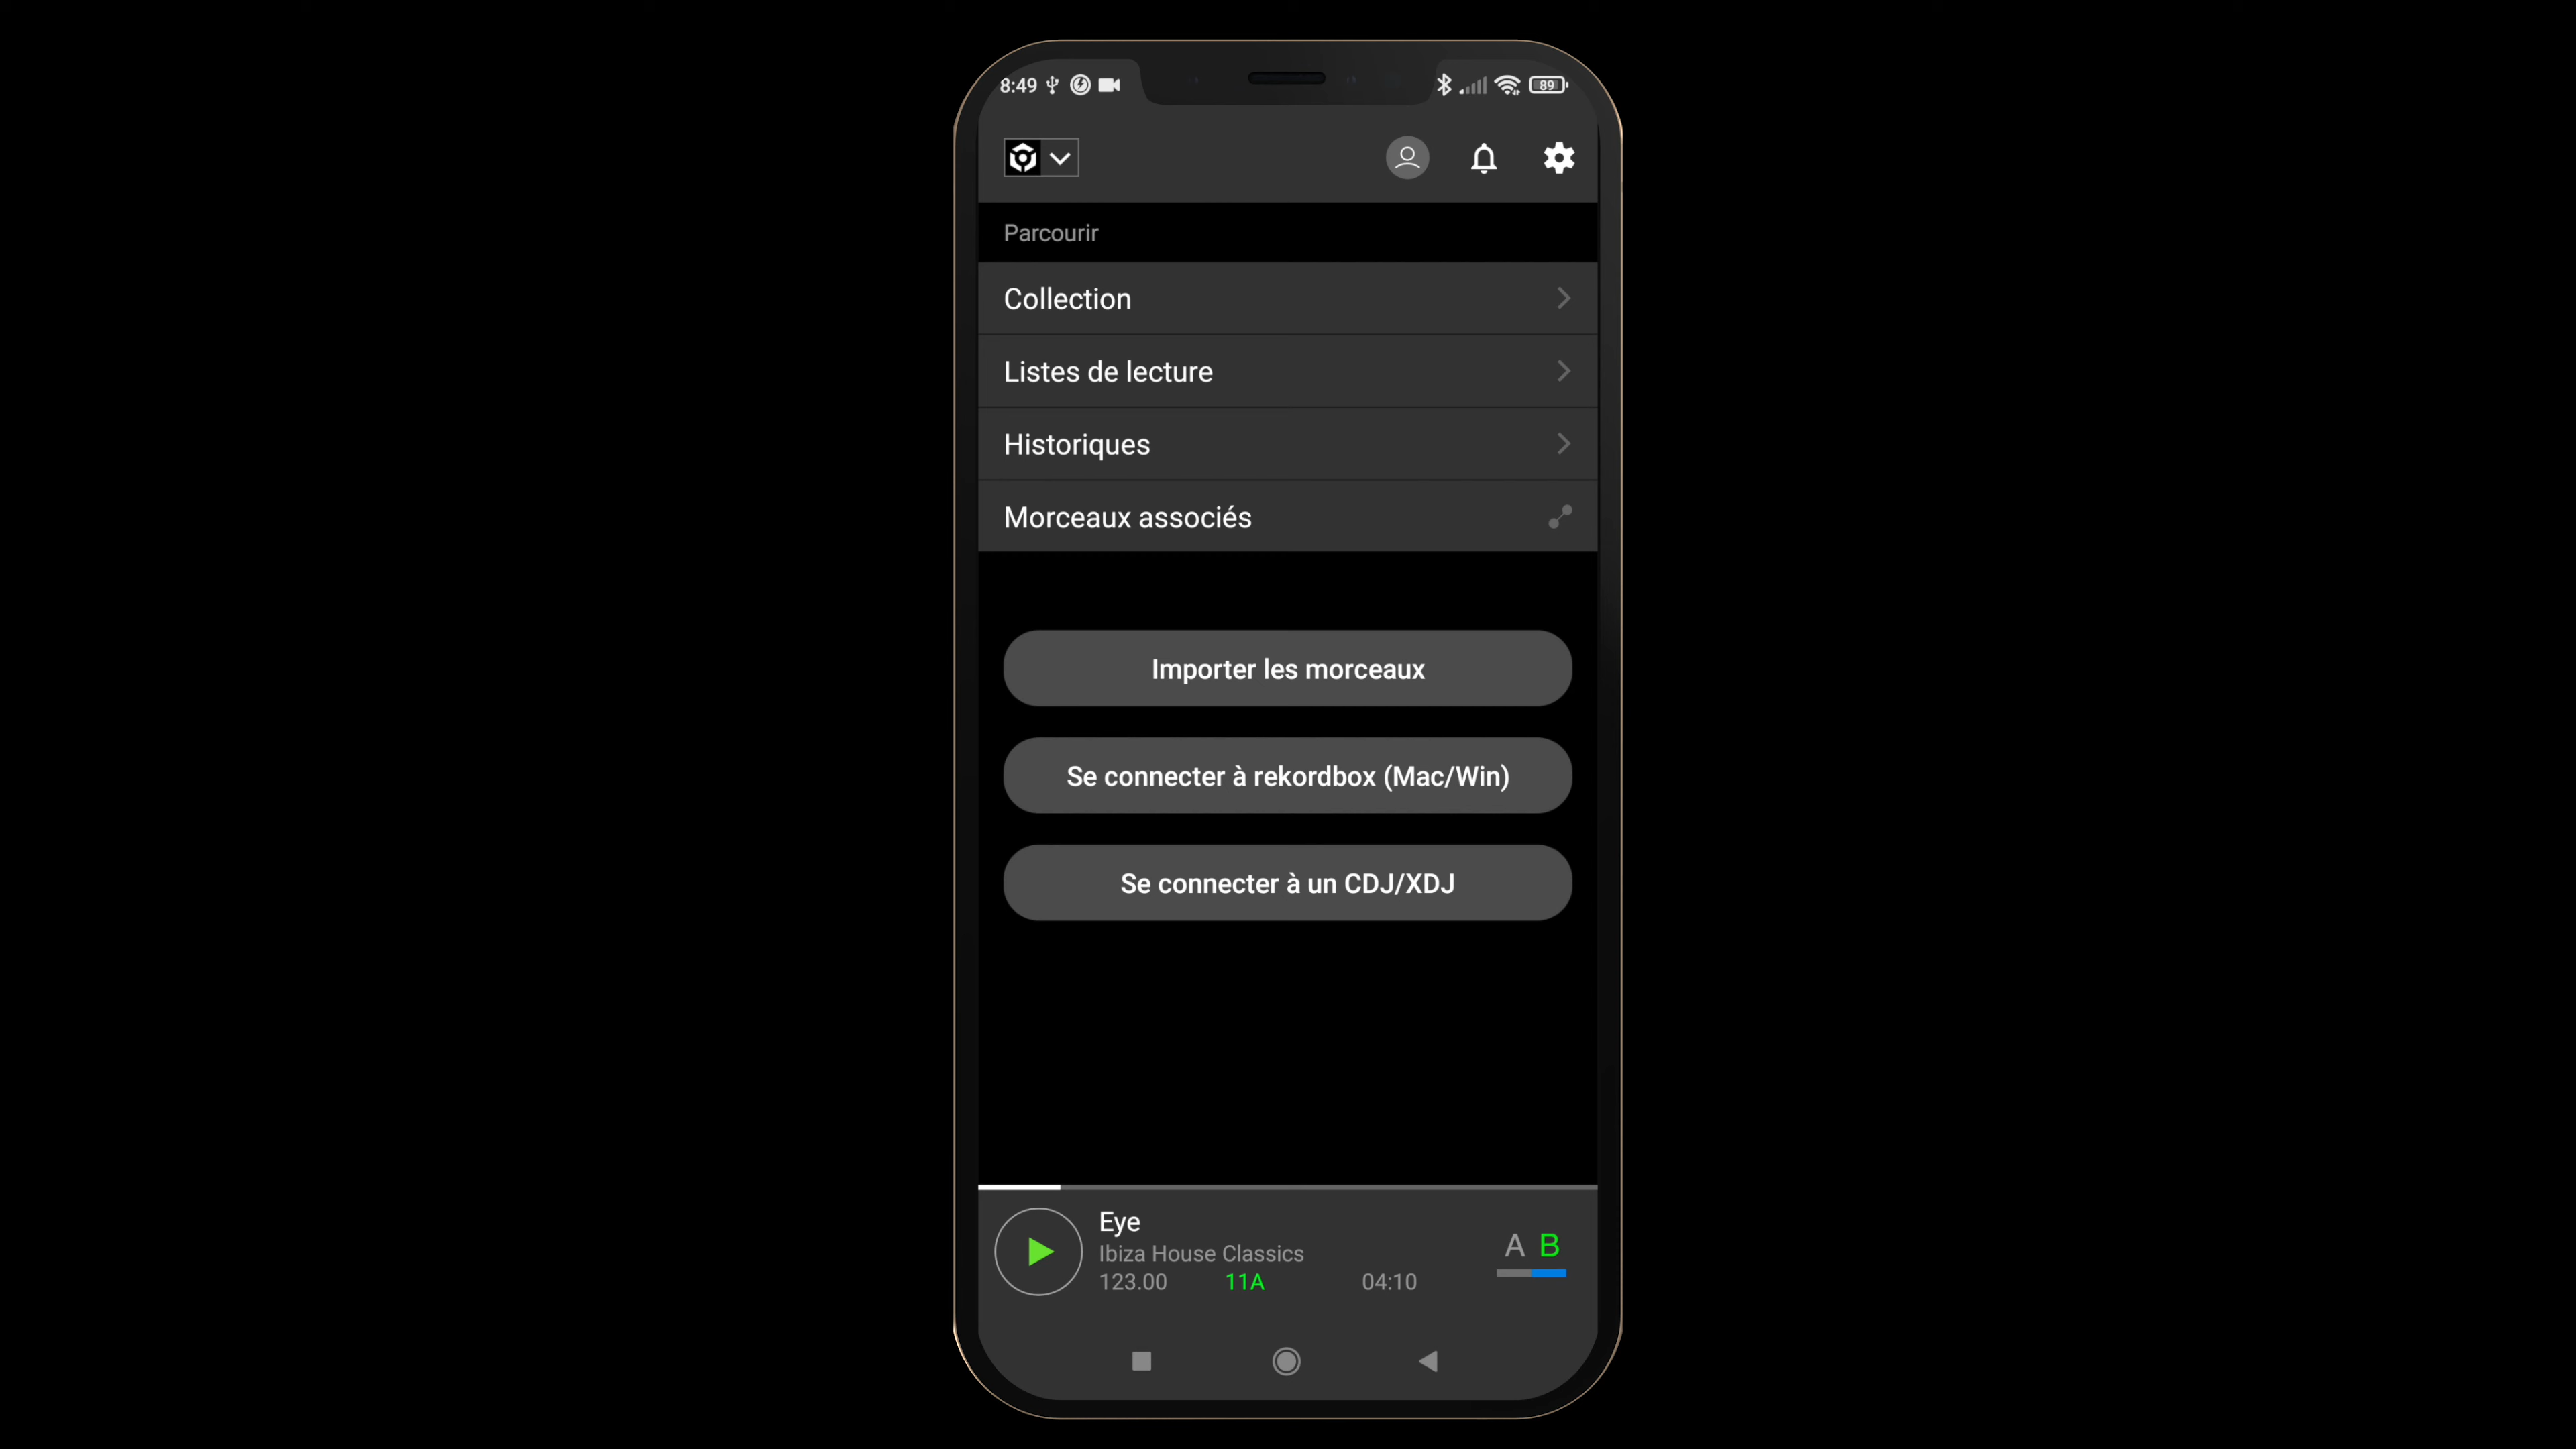 8:49
89
Parcourir
Collection
Listes de lecture
Historiques
Morceaux associés
Importer les morceaux
Se connecter à rekordbox (Mac/Win)
Se connecter à un CDJ/XDJ
Eye
Ibiza House Classics
A B
123.00 11A 04:10